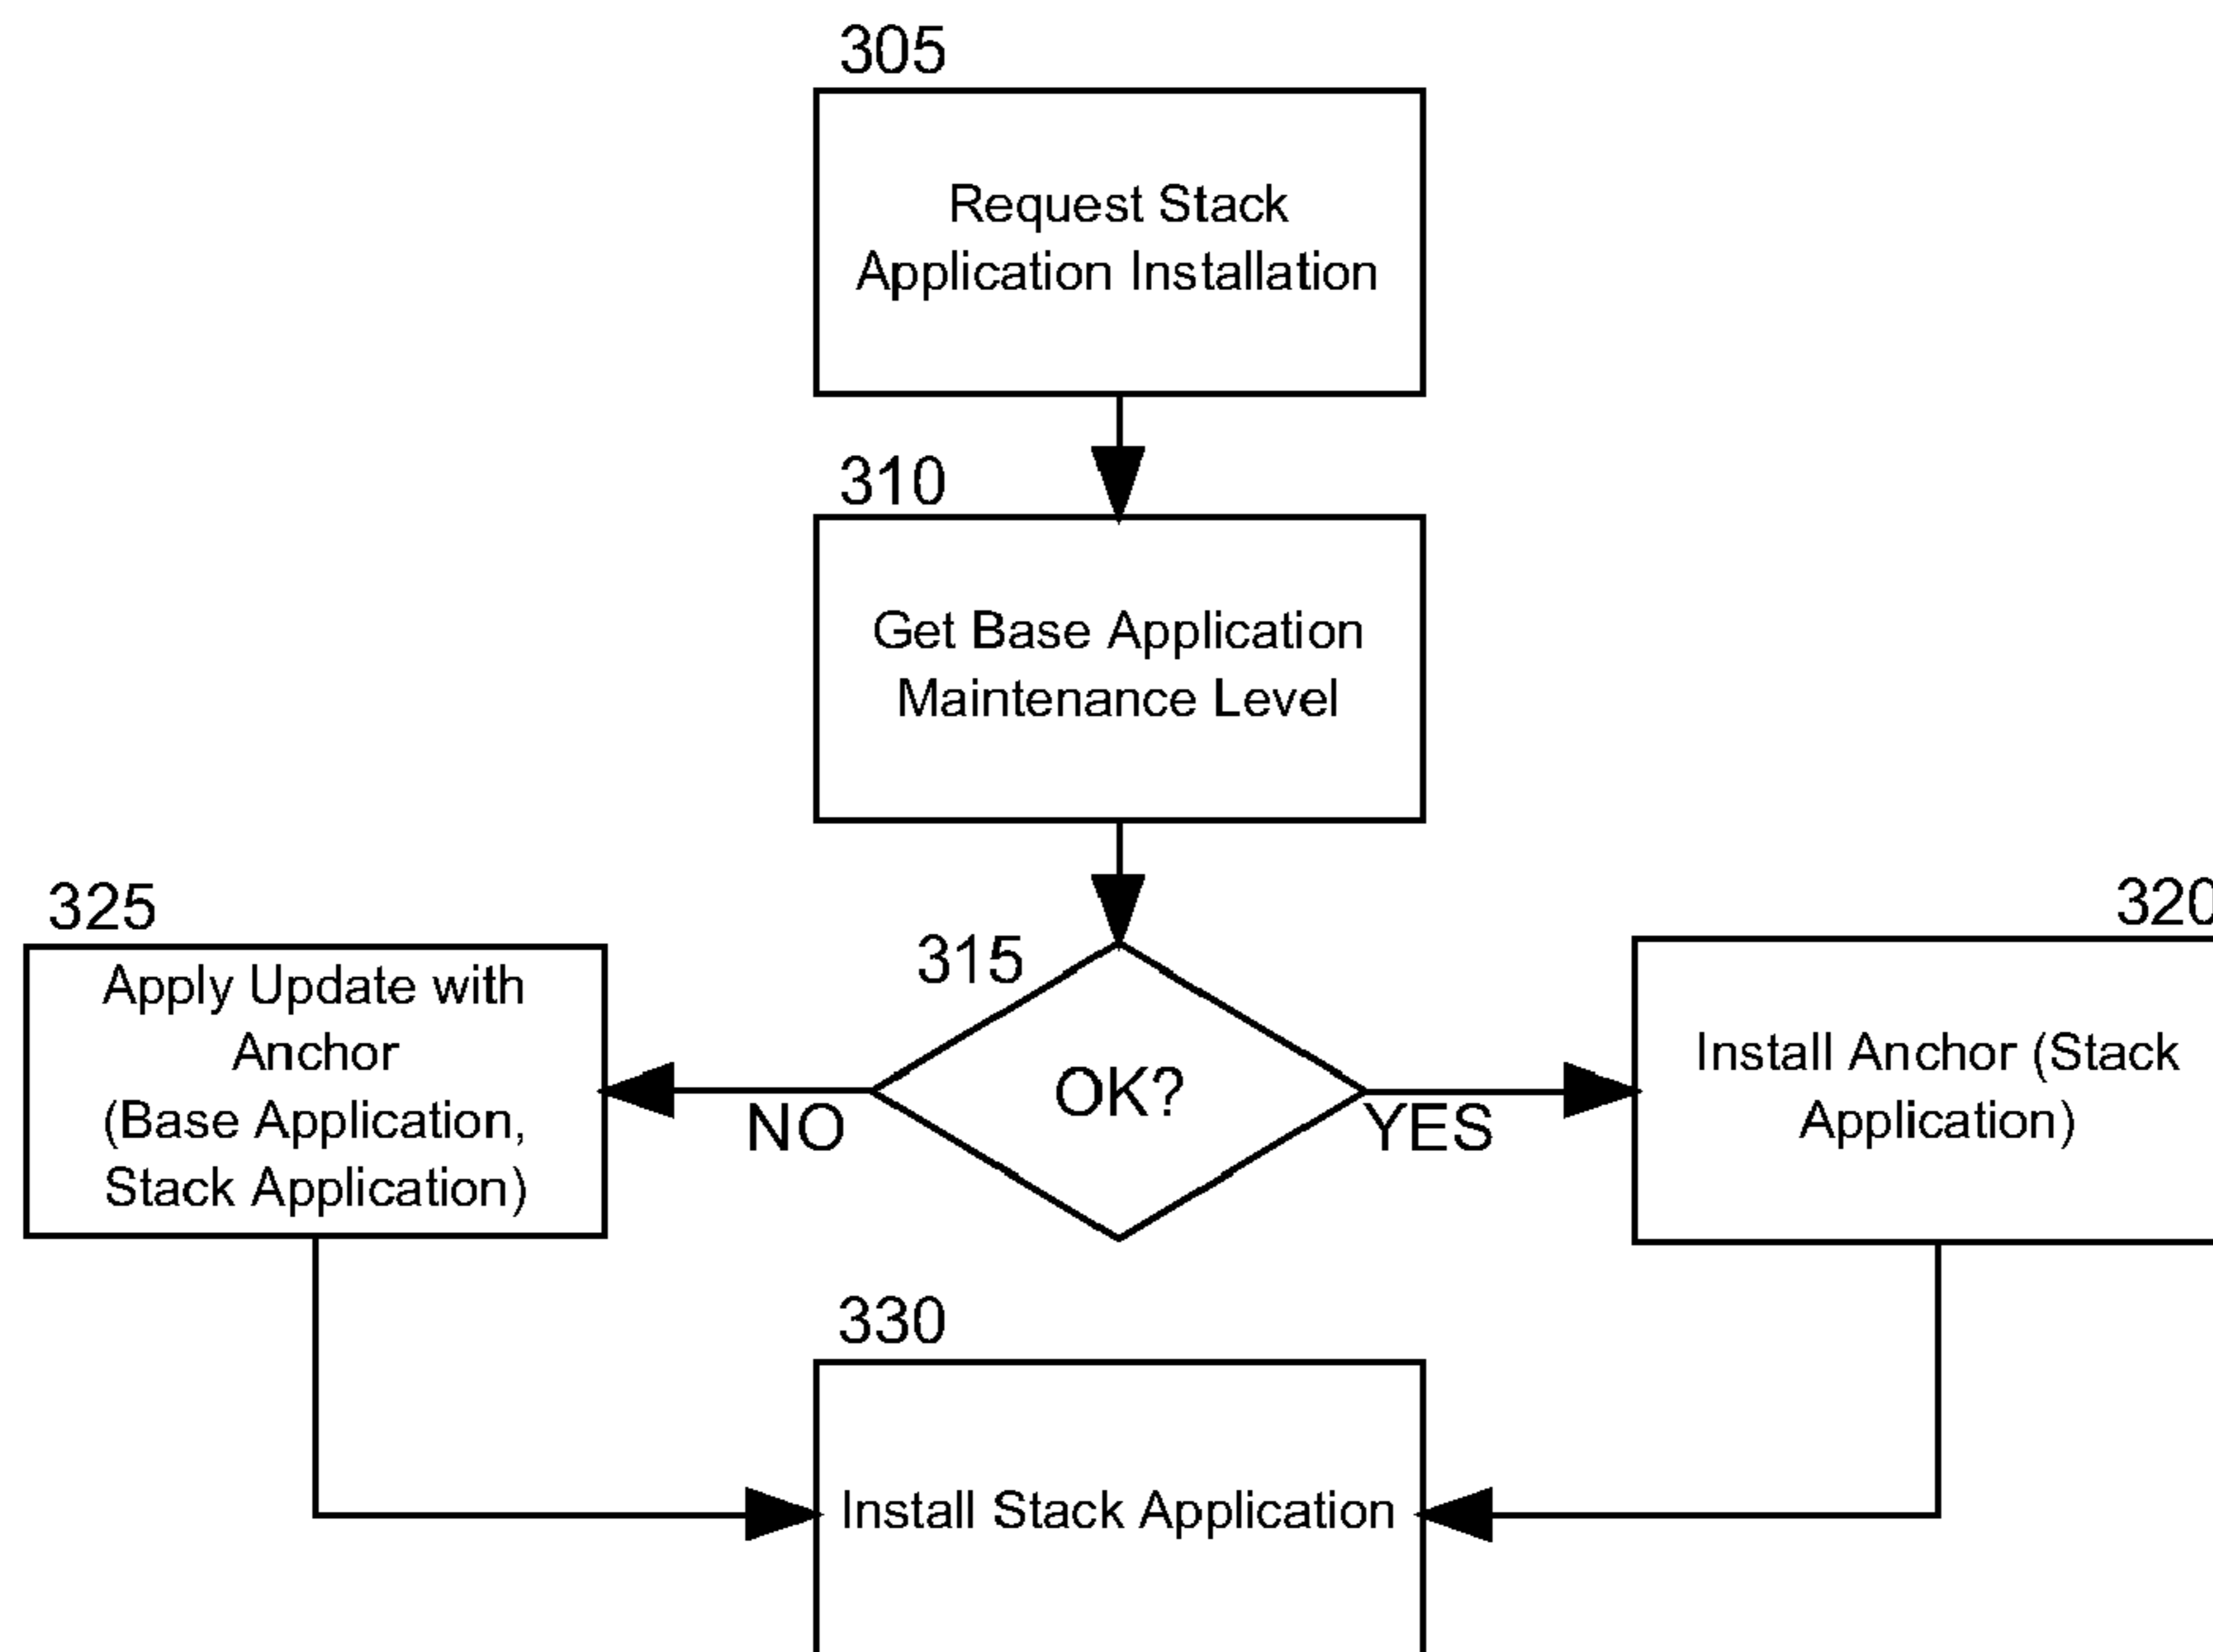 305
Request Stack
Application Installation
310
Get Base Application
Maintenance Level
325
Apply Update with
Anchor
(Base Application,
Stack Application)
315
OK?
NO
YES
320
Install Anchor (Stack
Application)
330
Install Stack Application